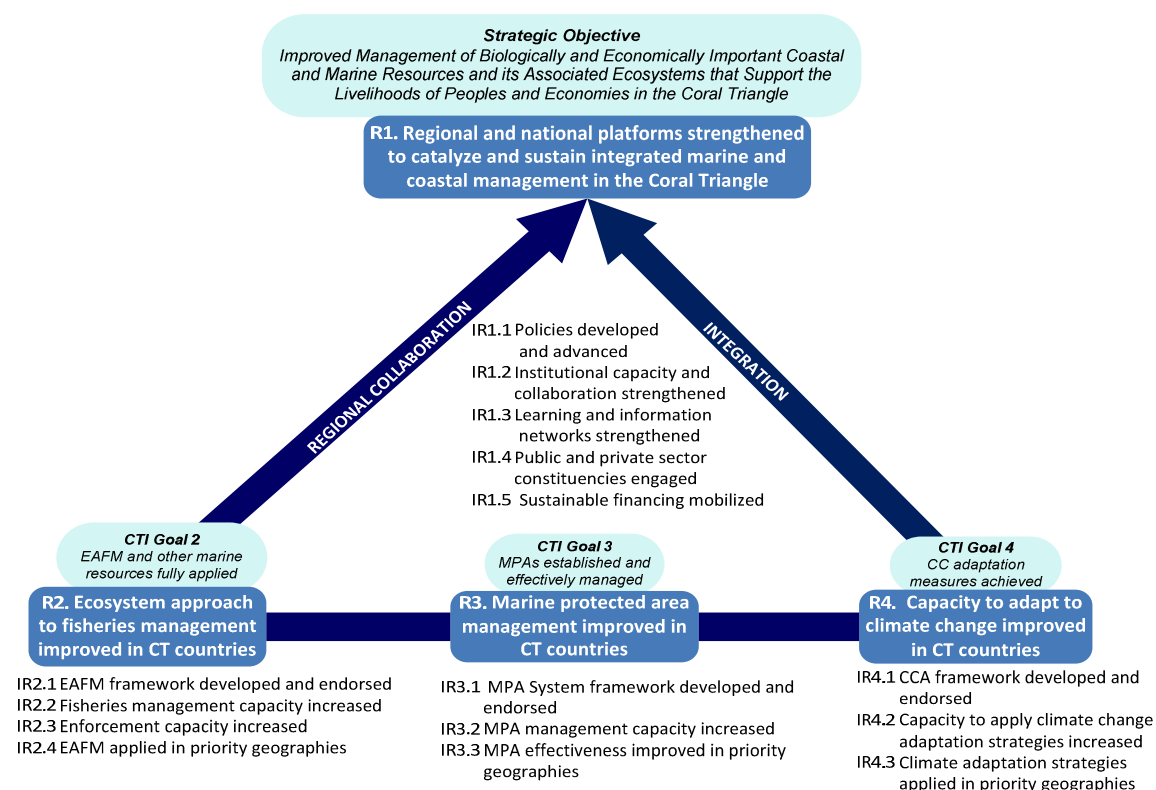 Strategic Objective
Improved Management of Biologically and Economically Important Coastal
and Marine Resources and its Associated Ecosystems that Support the
Livelihoods of Peoples and Economies in the Coral Triangle
R1. Regional and national platforms strengthened
to catalyze and sustain integrated marine and
coastal management in the Coral Triangle
REGIONAL COLLABORATION
INTEGRATION
IR1.1 Policies developed
and advanced
IR1.2 Institutional capacity and
collaboration strengthened
IR1.3 Learning and information
networks strengthened
IR1.4 Public and private sector
constituencies engaged
IR1.5 Sustainable financing mobilized
CTI Goal 2
EAFM and other marine
resources fully applied
R2. Ecosystem approach
to fisheries management
improved in CT countries
IR2.1 EAFM framework developed and endorsed
IR2.2 Fisheries management capacity increased
IR2.3 Enforcement capacity increased
IR2.4 EAFM applied in priority geographies
CTI Goal 3
MPAs established and
effectively managed
R3. Marine protected area
management improved in
CT countries
IR3.1 MPA System framework developed and
endorsed
IR3.2 MPA management capacity increased
IR3.3 MPA effectiveness improved in priority
geographies
CTI Goal 4
CC adaptation
measures achieved
R4. Capacity to adapt to
climate change improved
in CT countries
IR4.1 CCA framework developed and
endorsed
IR4.2 Capacity to apply climate change
adaptation strategies increased
IR4.3 Climate adaptation strategies
applied in priority geographies